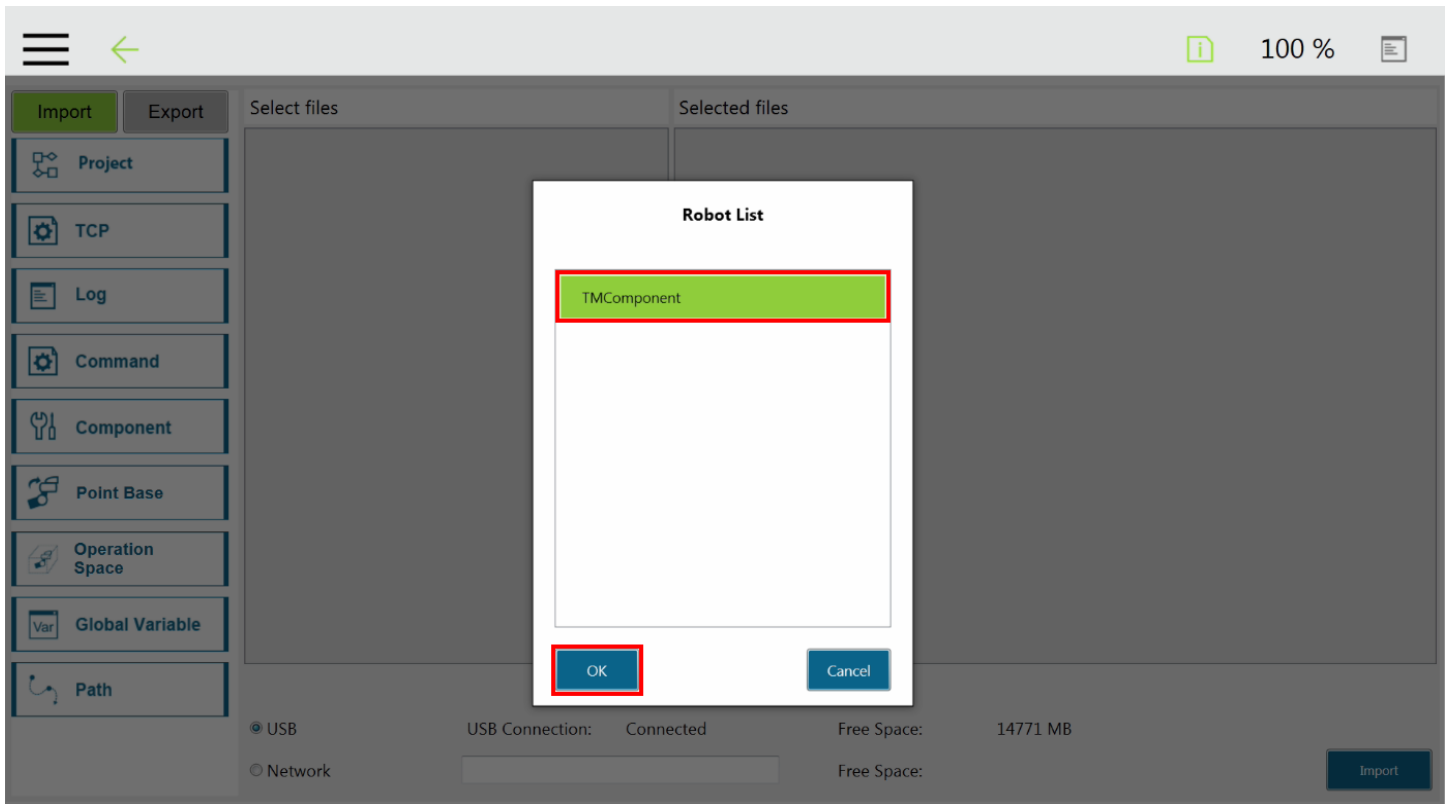 100 %
Import
Export
Select files
Selected files
Project
TCP
Log
Command
Component
Point Base
Operation
Space
Var
Global Variable
Path
Robot List
TMComponent
OK
Cancel
USB
USB Connection:
Connected
Free Space:
14771 MB
Network
Free Space:
Import